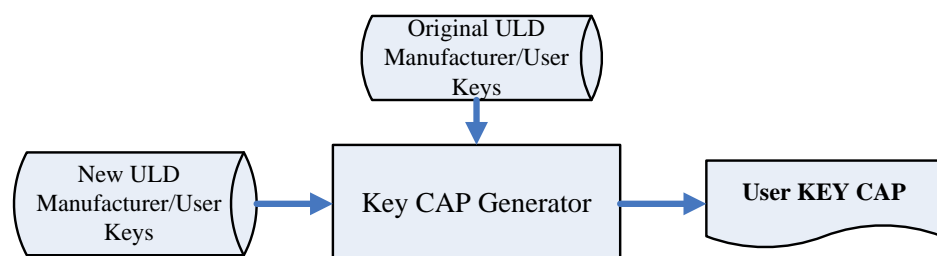 Original ULD
Manufacturer/User
Keys
New ULD
Manufacturer/User
Keys
Key CAP Generator
User KEY CAP